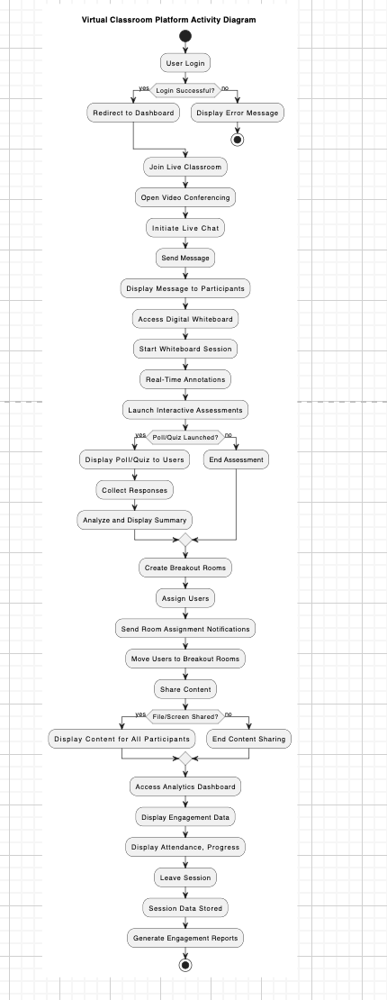 Virtual Classroom Platform Activity Diagram
User Login
yes
Login Successful?
no
Redirect to Dashboard
Display Error Message
Join Live Classroom
Open Video Conferencing
Initiate Live Chat
Send Message
Display Message to Participants
Access Digital Whiteboard
Start Whiteboard Session
Real-Time Annotations
Launch Interactive Assessments
yes
Poll/Quiz Launched?
no
Display Poll/Quiz to Users
End Assessment
Collect Responses
Analyze and Display Summary
Create Breakout Rooms
Assign Users
Send Room Assignment Notifications
Move Users to Breakout Rooms
Share Content
yes
File/Screen Shared?
no
Display Content for All Participants
End Content Sharing
Access Analytics Dashboard
Display Engagement Data
Display Attendance, Progress
Leave Session
Session Data Stored
Generate Engagement Reports